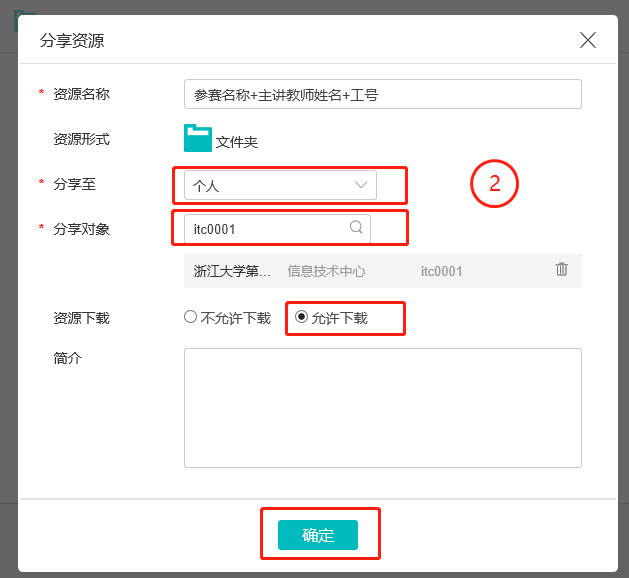 分享资源
* 资源名称 参赛名称+主讲教师姓名+工号
资源形式 文件夹
* 分享至 个人
2
* 分享对象 itc0001
浙江大学第... 信息技术中心 itc0001
资源下载 不允许下载 允许下载
简介
确定